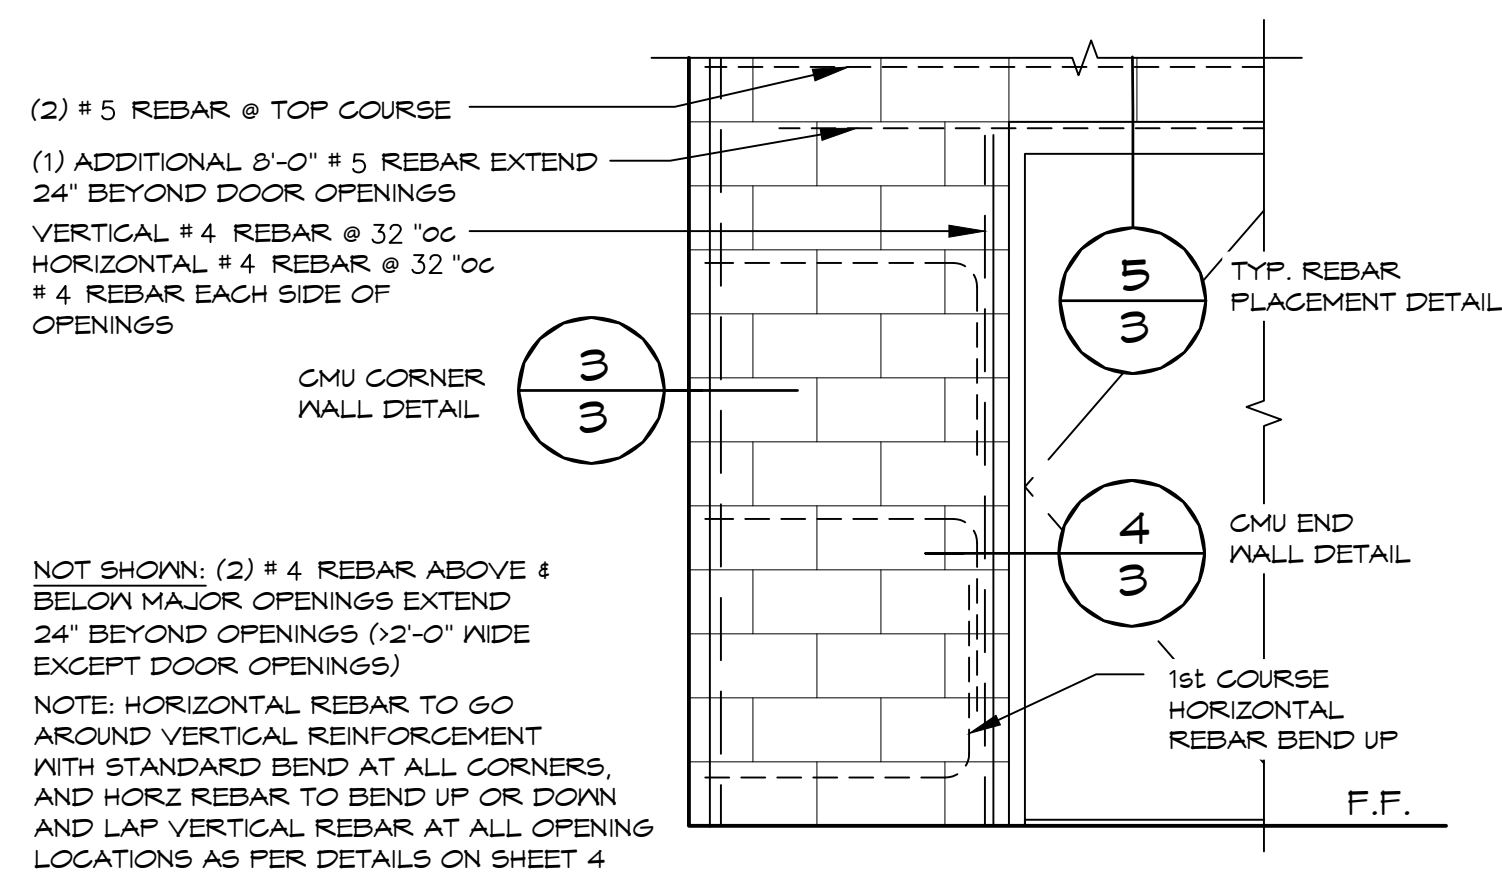 (2) # 5 REBAR @ TOP COURSE
(1) ADDITIONAL 8'-0" # 5 REBAR EXTEND
24" BEYOND DOOR OPENINGS
VERTICAL # 4 REBAR @ 32 "oc
HORIZONTAL # 4 REBAR @ 32 "oc
# 4 REBAR EACH SIDE OF
OPENINGS
CMU CORNER
WALL DETAIL
3
3
5
3
TYP. REBAR
PLACEMENT DETAIL
4
3
CMU END
WALL DETAIL
NOT SHOWN: (2) # 4 REBAR ABOVE &
BELOW MAJOR OPENINGS EXTEND
24" BEYOND OPENINGS (>2'-0" WIDE
EXCEPT DOOR OPENINGS)
NOTE: HORIZONTAL REBAR TO GO
AROUND VERTICAL REINFORCEMENT
WITH STANDARD BEND AT ALL CORNERS,
AND HORZ REBAR TO BEND UP OR DOWN
AND LAP VERTICAL REBAR AT ALL OPENING
LOCATIONS AS PER DETAILS ON SHEET 4
1st COURSE
HORIZONTAL
REBAR BEND UP
F.F.